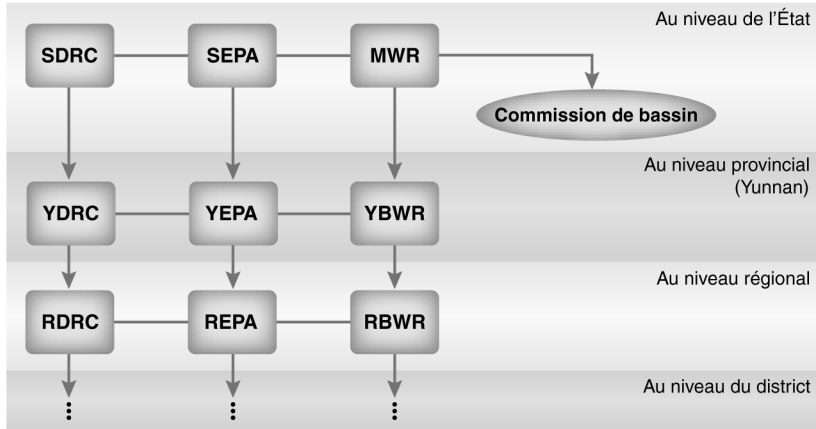 Au niveau de l'État
SDRC SEPA MWR
Commission de bassin
Au niveau provincial
(Yunnan)
YDRC YEPA YBWR
Au niveau régional
RDRC REPA RBWR
Au niveau du district